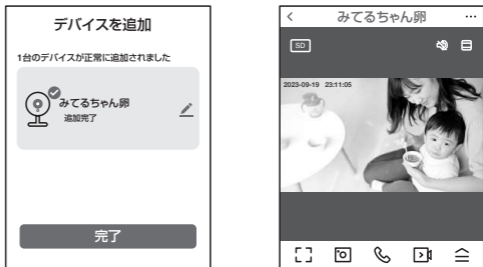 デバイスを追加
1台のデバイスが正常に追加されました
みてるちゃん卵
追加完了
完了
みてるちゃん卵
SD
2023-09-19 23:11:05